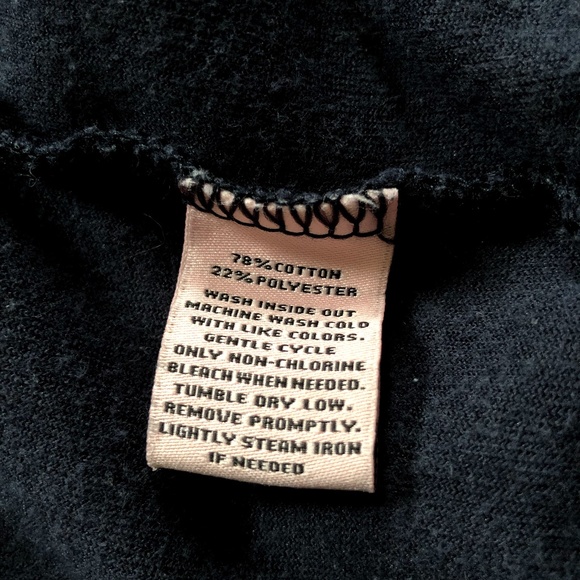 78% COTTON
22% POLYESTER
WASH INSIDE OUT
MACHINE WASH COLD
WITH LIKE COLORS.
GENTLE CYCLE
ONLY NON-CHLORINE
BLEACH WHEN NEEDED.
TUMBLE DRY LOW.
REMOVE PROMPTLY.
LIGHTLY STEAM IRON
IF NEEDED